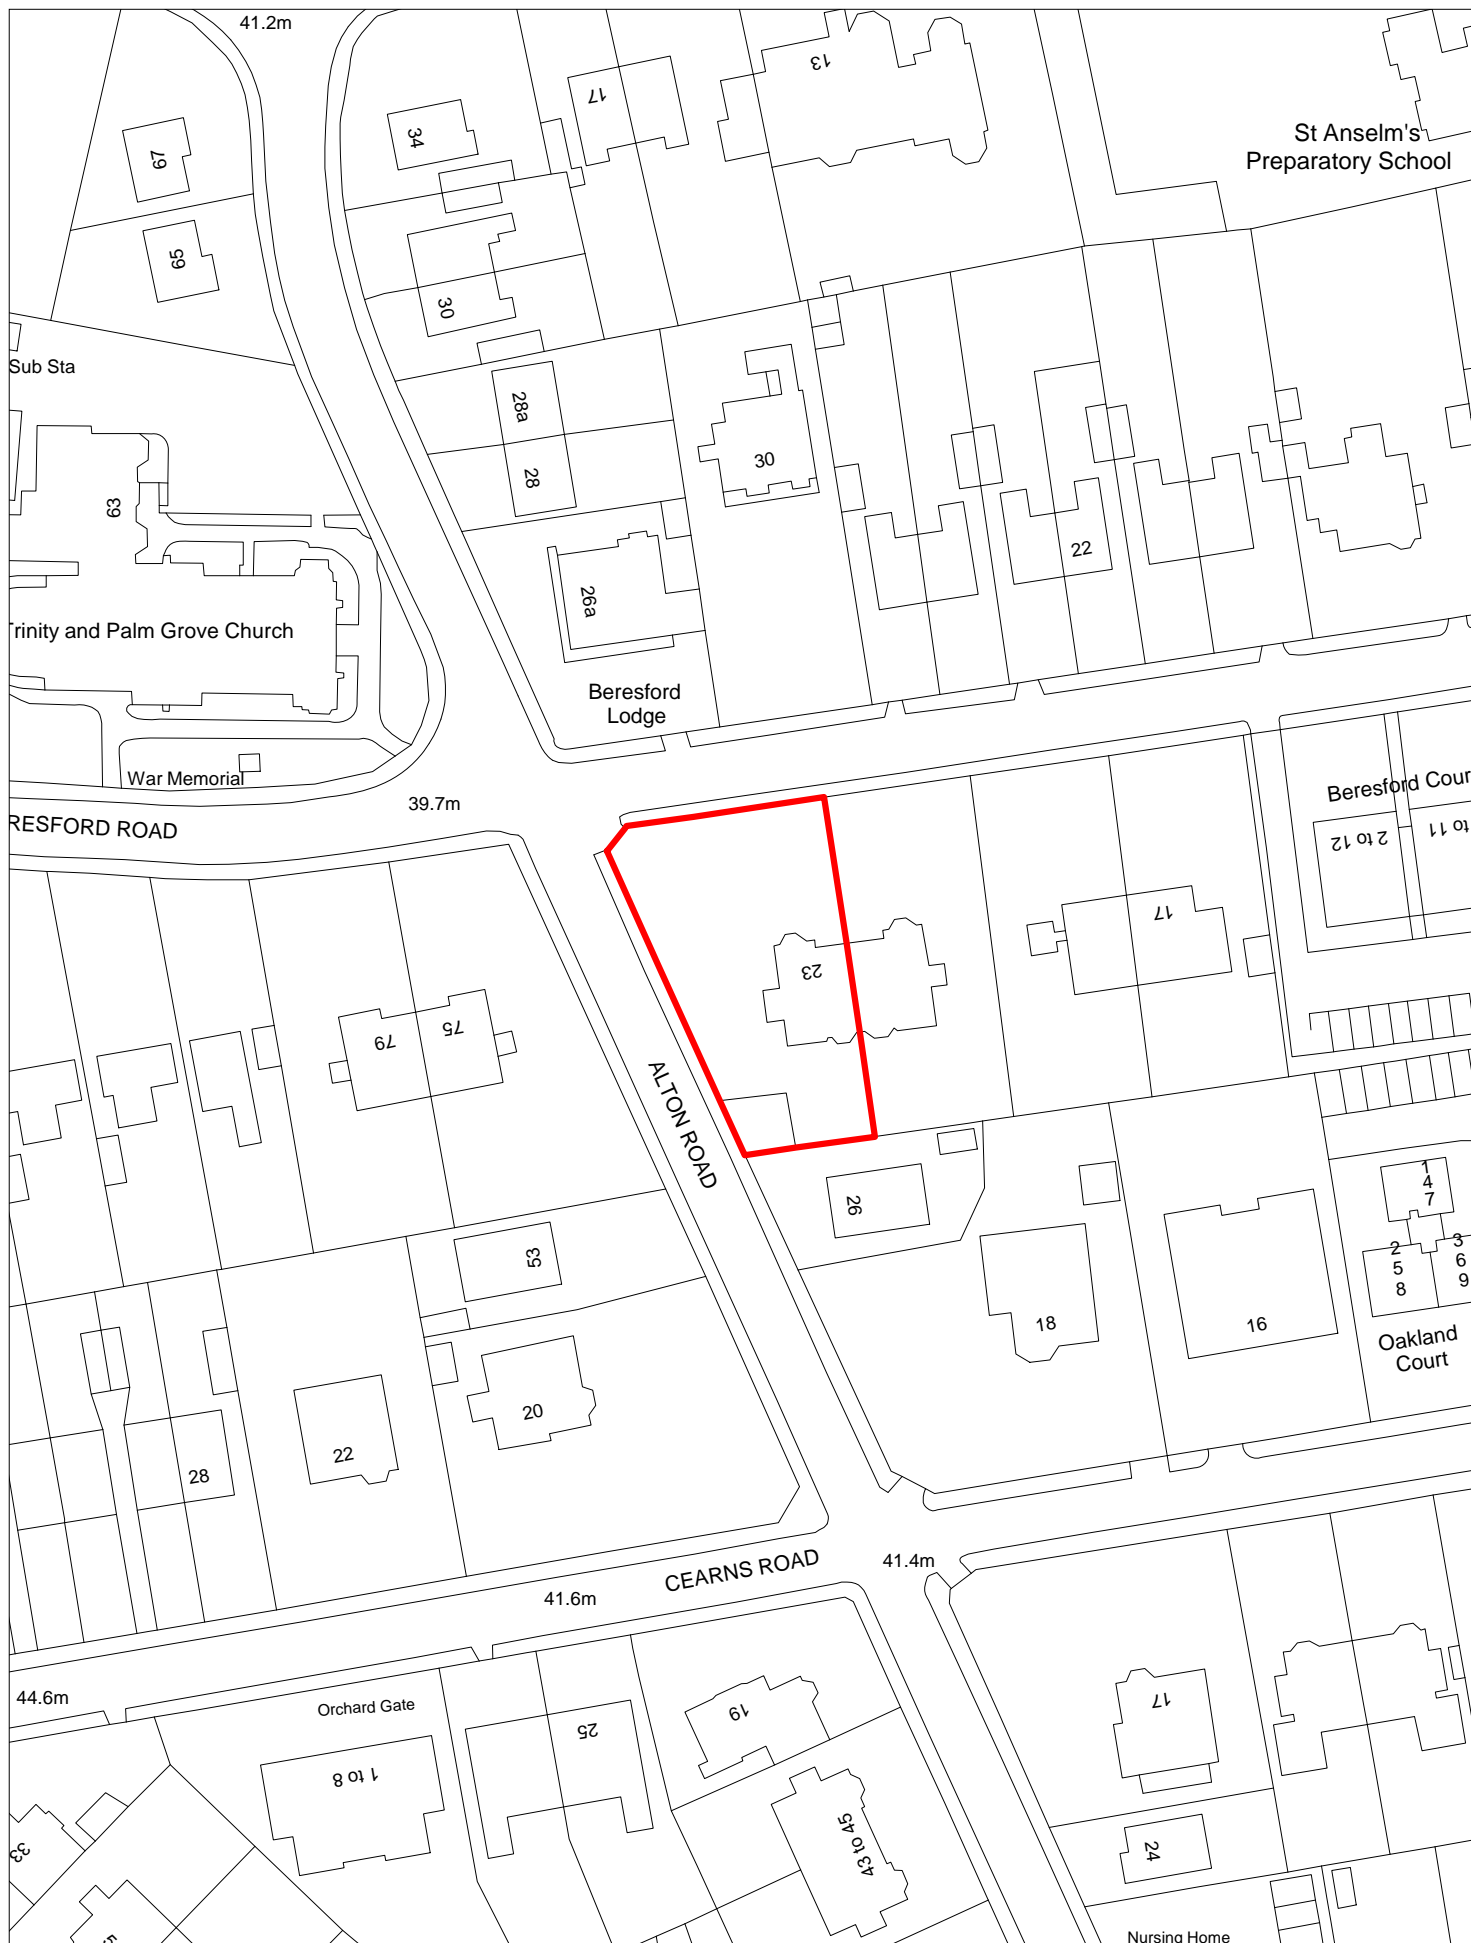 41.2m
13
17
34
St Anselm's
Preparatory School
67
65
30
Sub Sta
28a
30
28
63
22
26a
Trinity and Palm Grove Church
Beresford
Lodge
War Memorial
39.7m
Beresford Cour
RESFORD ROAD
2 to 12
to 11
17
23
79
75
ALTON ROAD
1
4
7
26
53
2
5
8
3
6
9
18
16
Oakland
Court
20
22
28
CEARNS ROAD
41.4m
41.6m
44.6m
Orchard Gate
19
17
25
1 to 8
43 to 45
33
24
Nursing Home